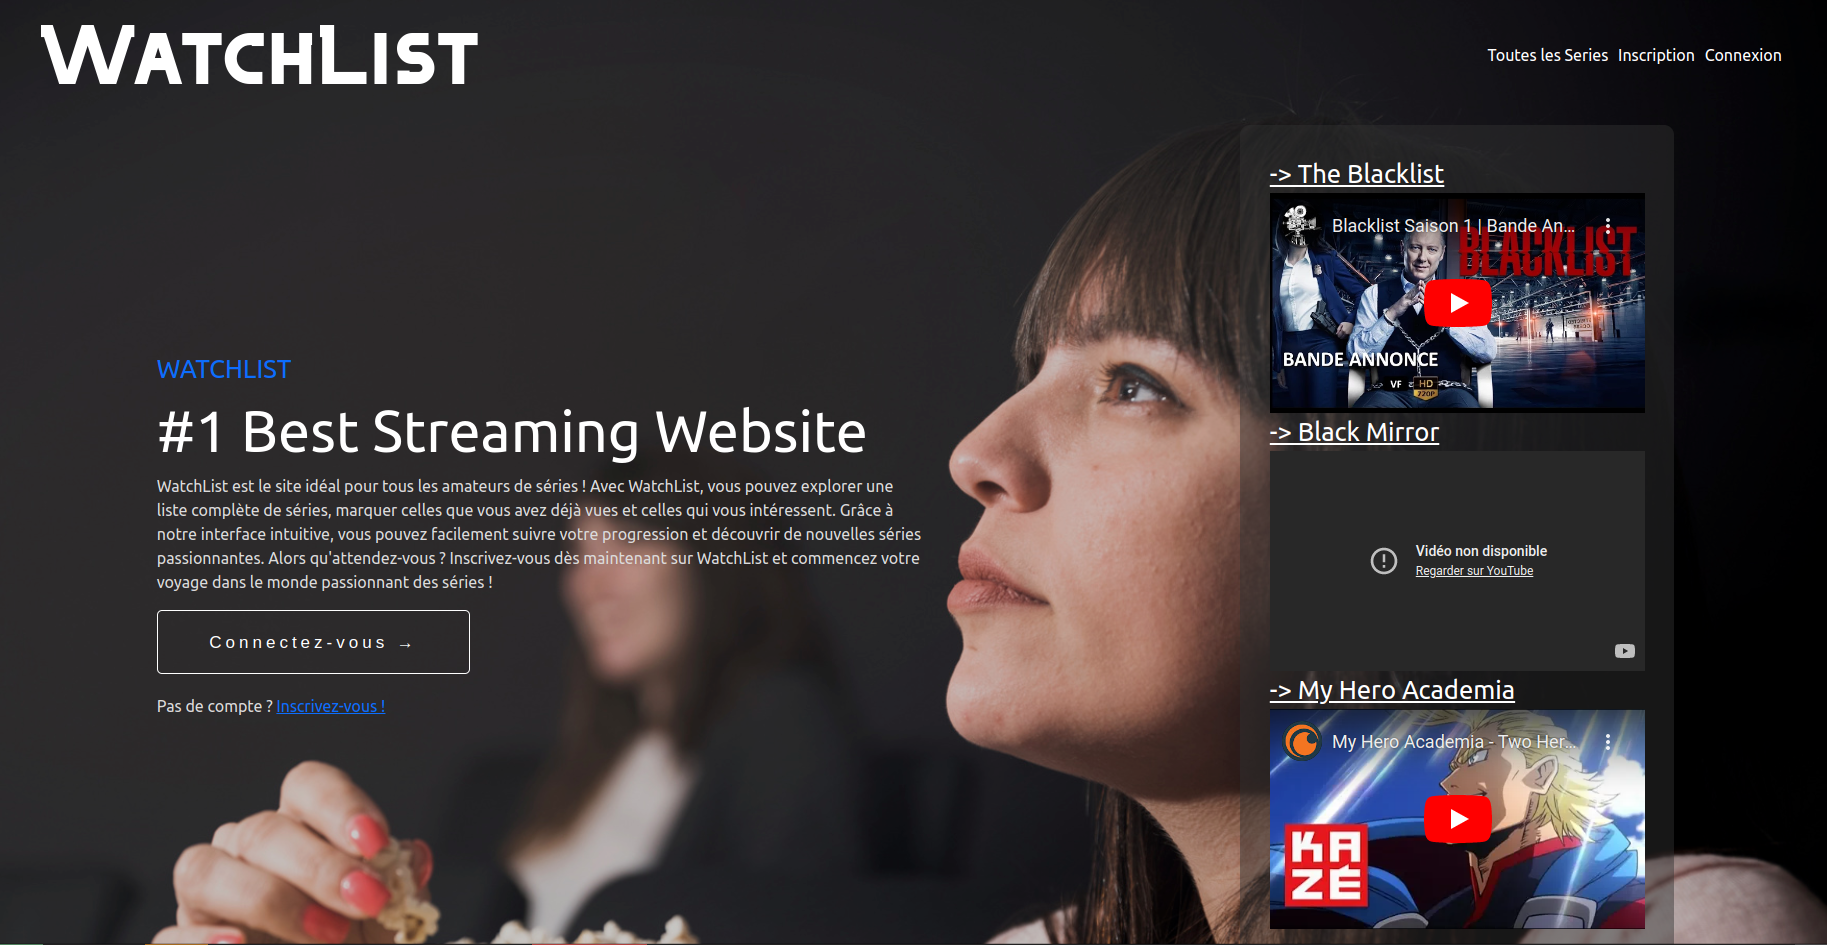 WATCHLIST
Toutes les Series Inscription Connexion
WATCHLIST
#1 Best Streaming Website
WatchList est le site idéal pour tous les amateurs de séries ! Avec WatchList, vous pouvez explorer une
liste complète de séries, marquer celles que vous avez déjà vues et celles qui vous intéressent. Grâce à
notre interface intuitive, vous pouvez facilement suivre votre progression et découvrir de nouvelles séries
passionnantes. Alors qu'attendez-vous ? Inscrivez-vous dès maintenant sur WatchList et commencez votre
voyage dans le monde passionnant des séries !
Connectez-vous →
Pas de compte ? Inscrivez-vous !
-> The Blacklist
Blacklist Saison 1 | Bande An...
BLACKLIST
BANDE ANNONCE
VF HD
720P
-> Black Mirror
Vidéo non disponible
Regarder sur YouTube
-> My Hero Academia
My Hero Academia - Two Her...
KA
ZÉ